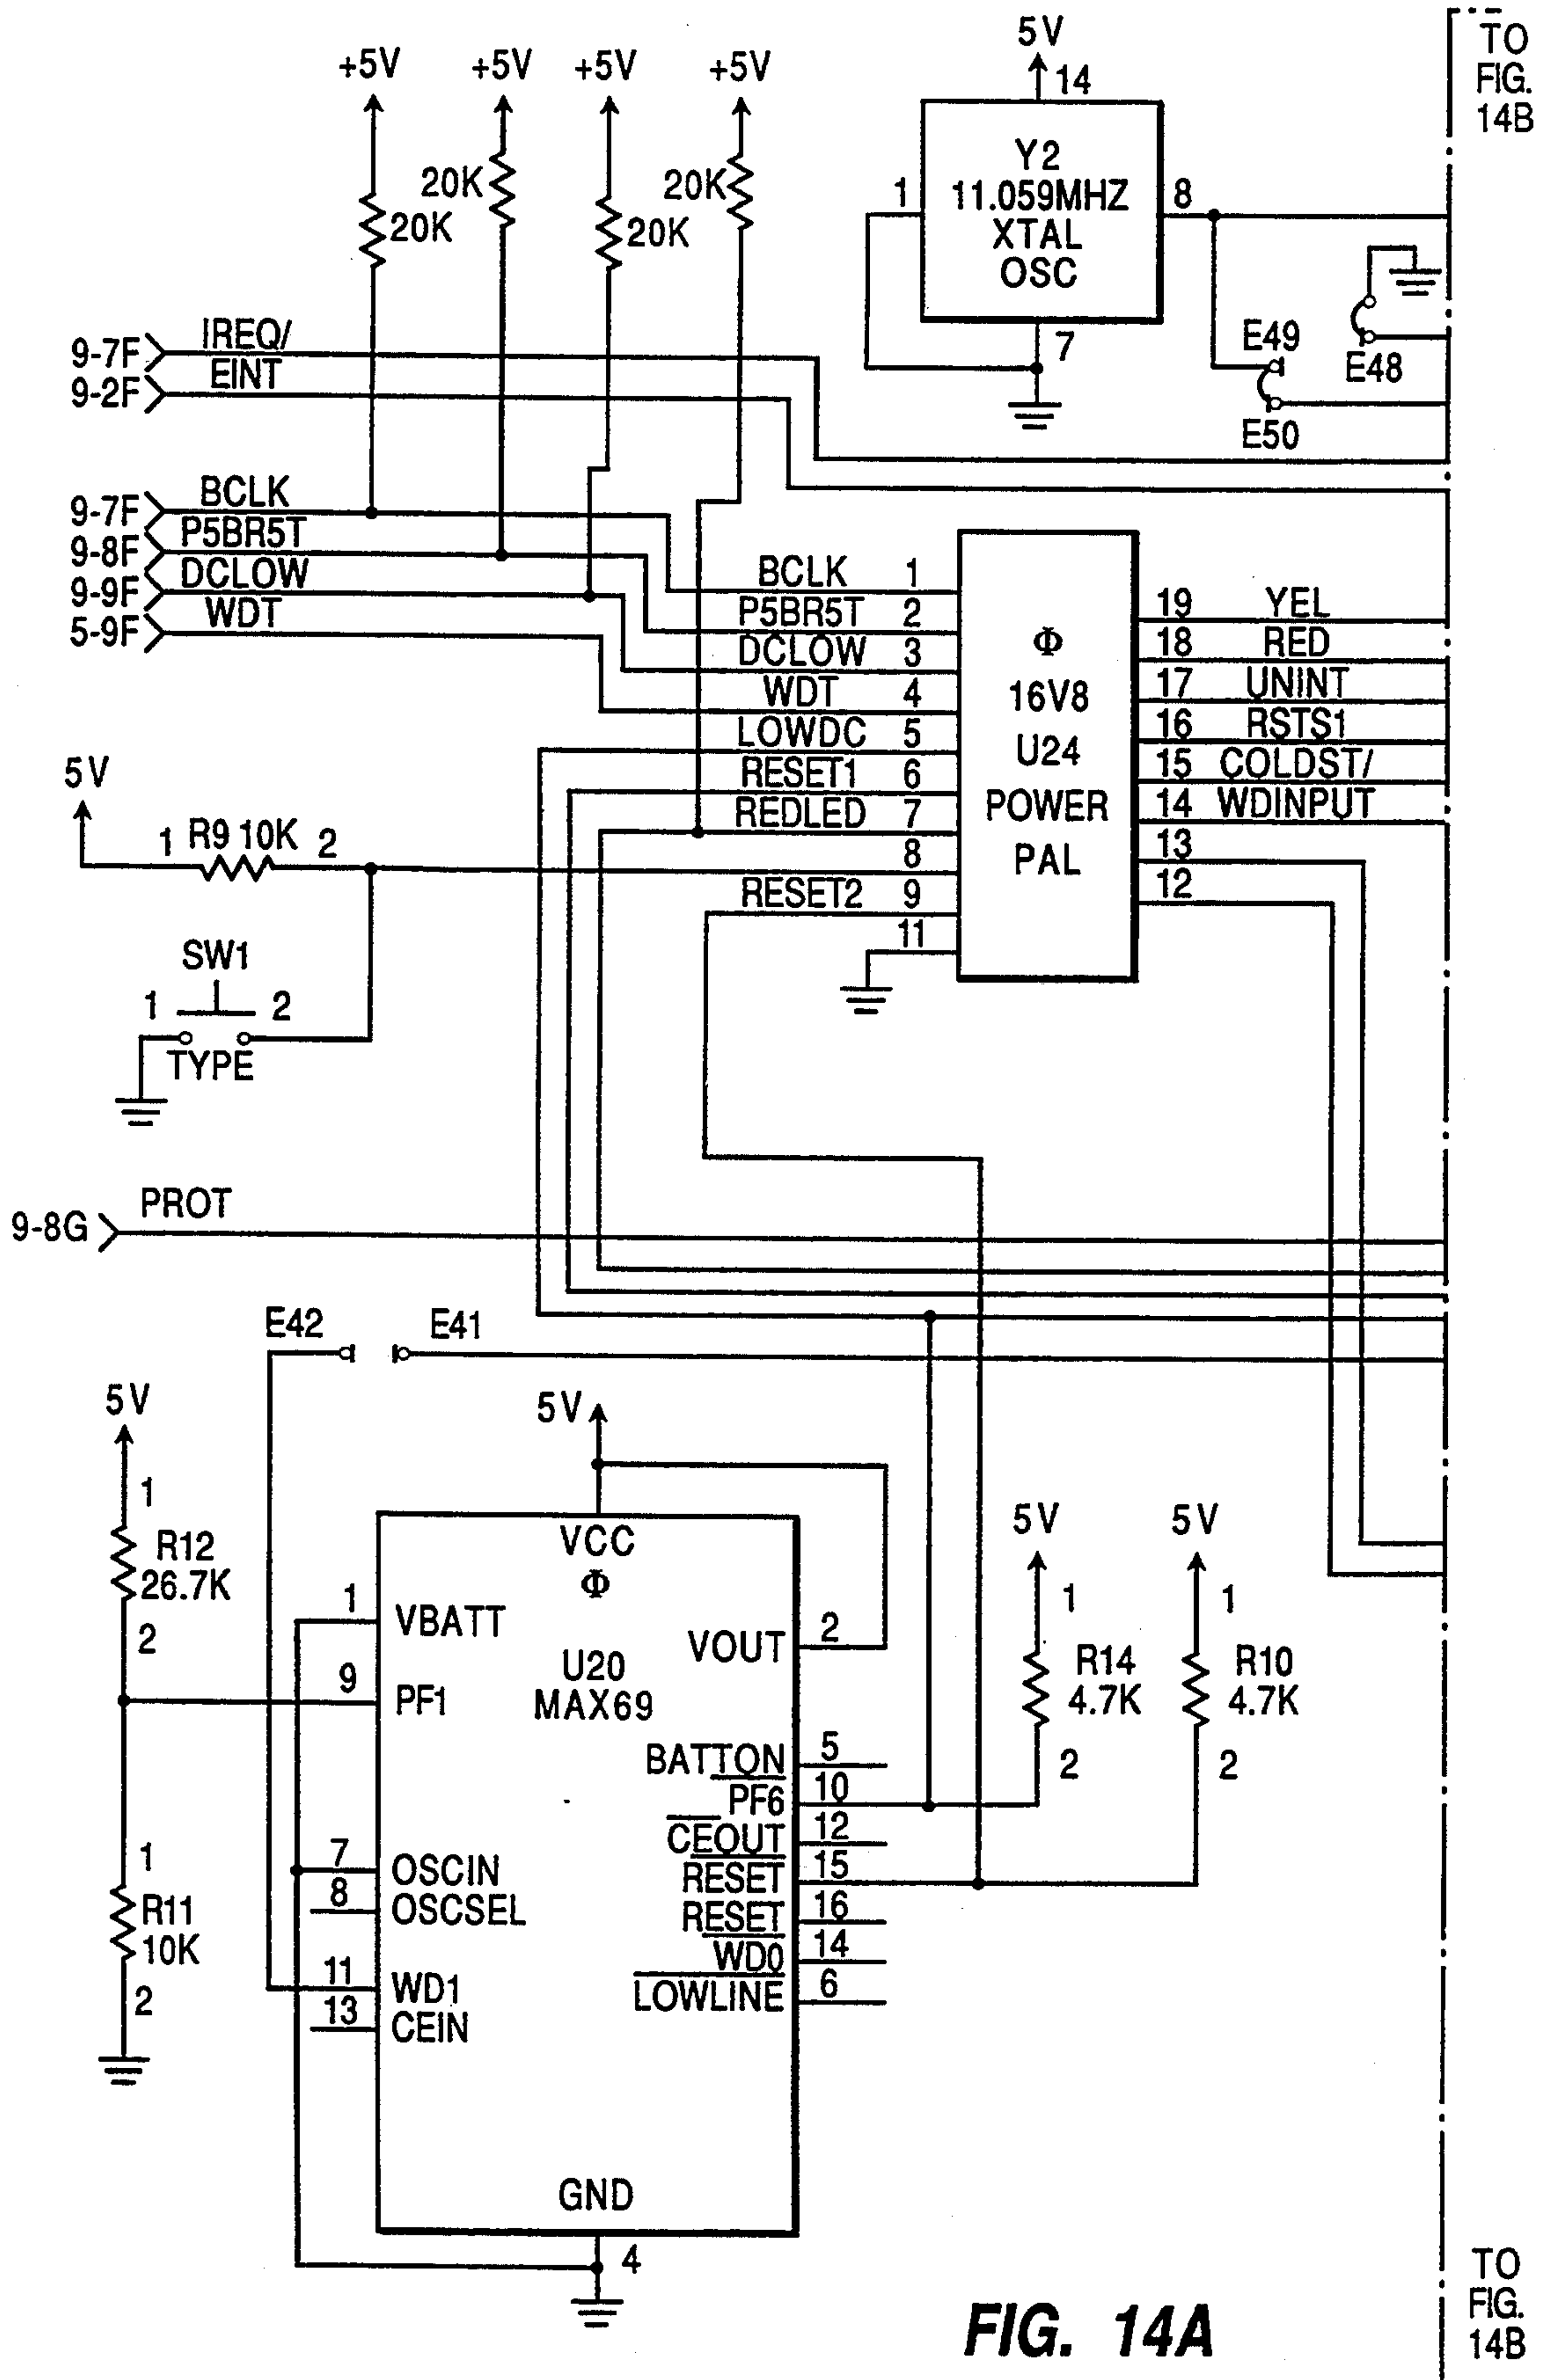 +5V +5V +5V +5V
20K 20K 20K 20K
5V
14
Y2
11.059MHZ
XTAL
OSC
1 8
7
TO
FIG.
14B
E49
E48
E50
9-7F IREQ/
9-2F EINT
9-7F BCLK
9-8F P5BR5T
9-9F DCLOW
5-9F WDT
BCLK 1
P5BR5T 2
DCLOW 3
WDT 4
LOWDC 5
RESET1 6
REDLED 7
8
RESET2 9
11
Φ
16V8
U24
POWER
PAL
19 YEL
18 RED
17 UNINT
16 RSTS1
15 COLDST/
14 WDINPUT
13
12
5V
1 R9 10K 2
SW1
1 2
TYPE
9-8G PROT
E42 E41
5V
1
R12
26.7K
2
1
R11
10K
2
5V
VCC
Φ
U20
MAX69
1 VBATT
9 PF1
7 OSCIN
8 OSCSEL
11 WD1
13 CEIN
VOUT 2
BATTON 5
PF6 10
CEOUT 12
RESET 15
RESET 16
WD0 14
LOWLINE 6
GND
4
5V
1
R14
4.7K
2
5V
1
R10
4.7K
2
FIG. 14A
TO
FIG.
14B